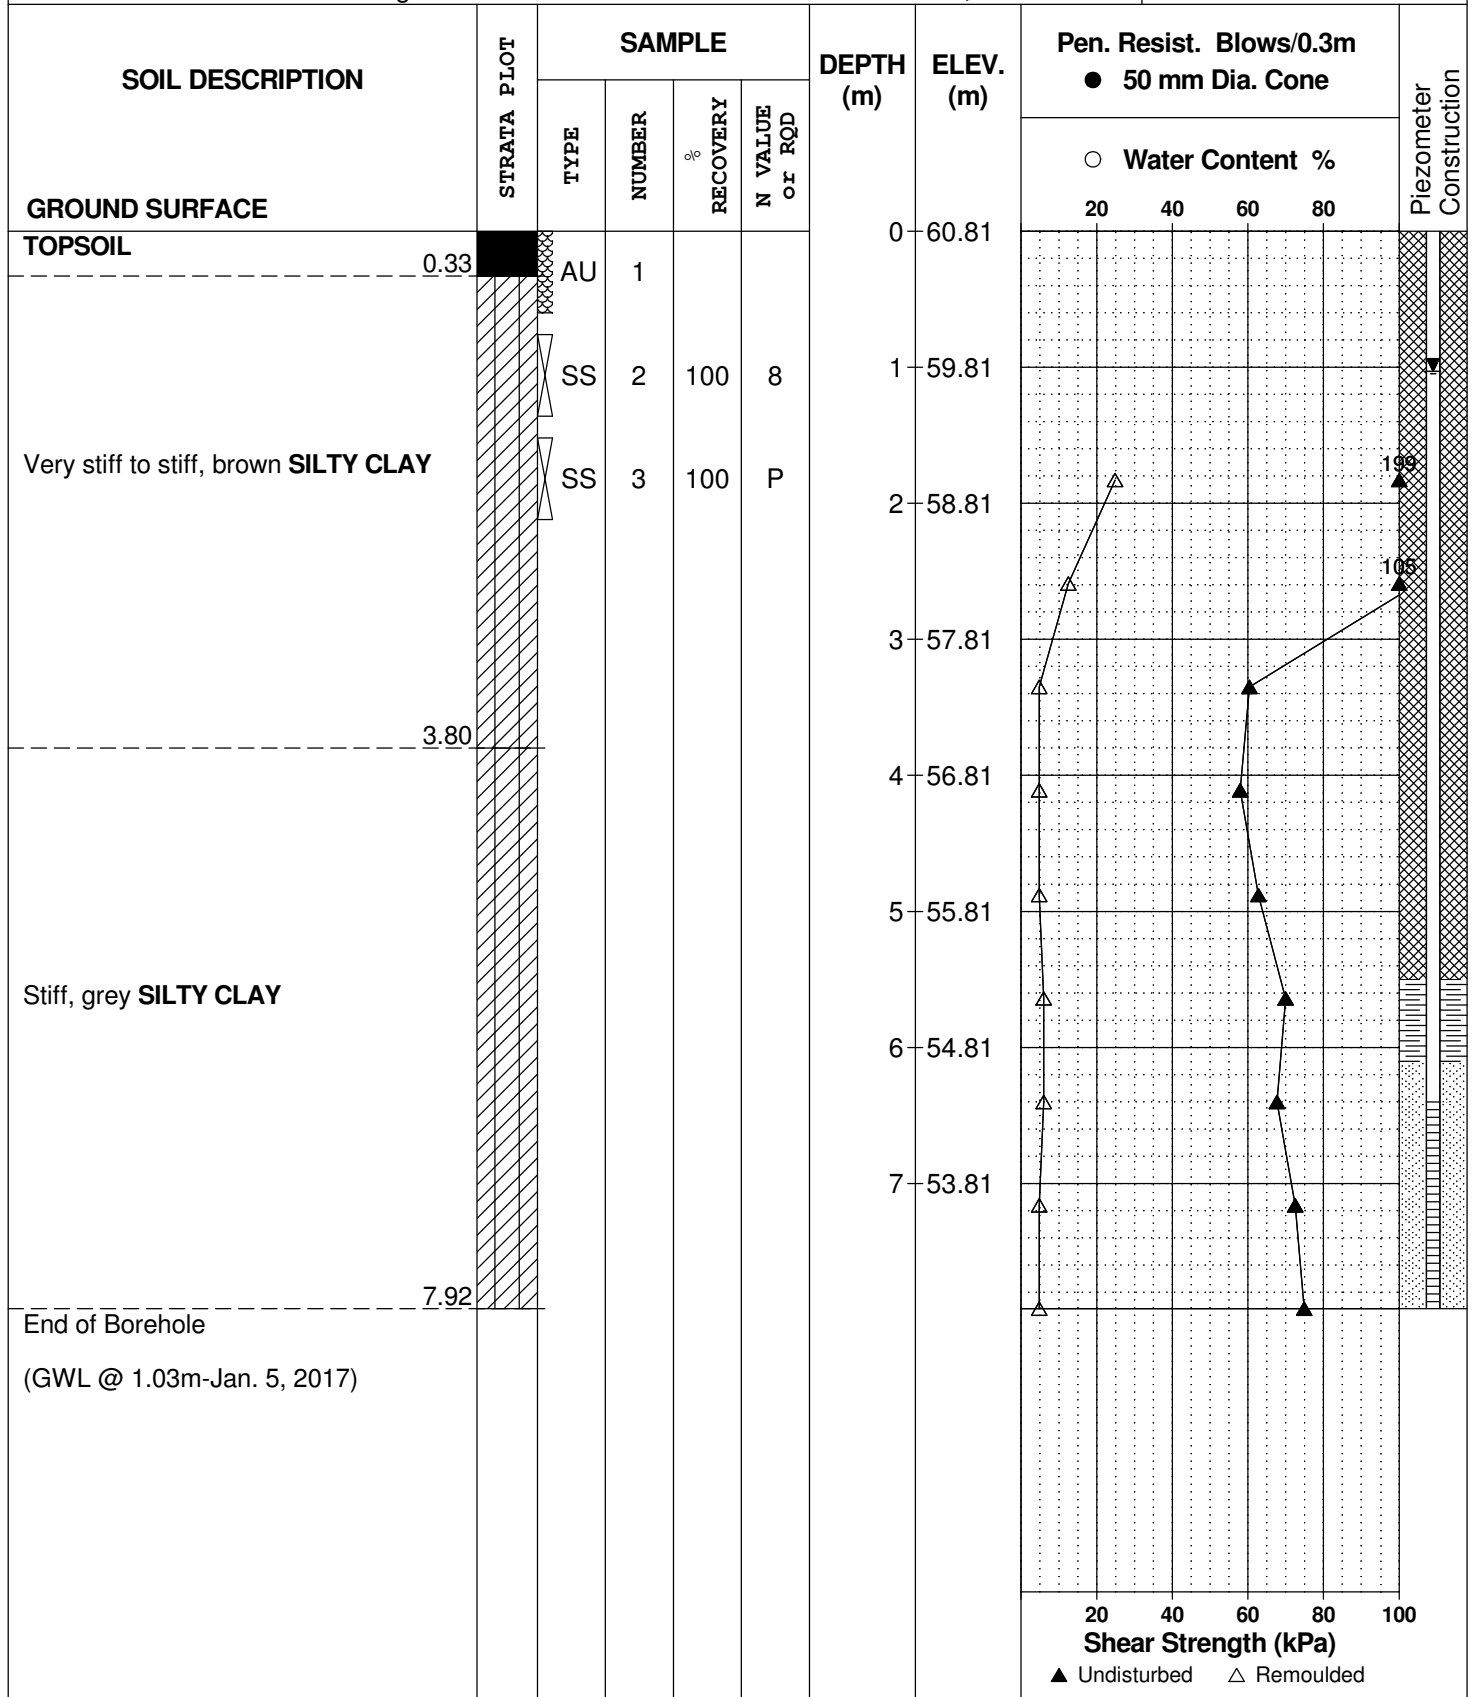 SOIL DESCRIPTION
GROUND SURFACE
STRATA PLOT
SAMPLE
TYPE
NUMBER
% RECOVERY
N VALUE or RQD
DEPTH (m)
ELEV. (m)
Pen. Resist. Blows/0.3m
● 50 mm Dia. Cone
○ Water Content %
20 40 60 80
Piezometer Construction
TOPSOIL
0.33
AU 1
0 60.81
SS 2 100 8
1 59.81
Very stiff to stiff, brown SILTY CLAY
SS 3 100 P
199
2 58.81
105
3 57.81
3.80
4 56.81
5 55.81
Stiff, grey SILTY CLAY
6 54.81
7 53.81
7.92
End of Borehole
(GWL @ 1.03m-Jan. 5, 2017)
20 40 60 80 100
Shear Strength (kPa)
▲ Undisturbed △ Remoulded